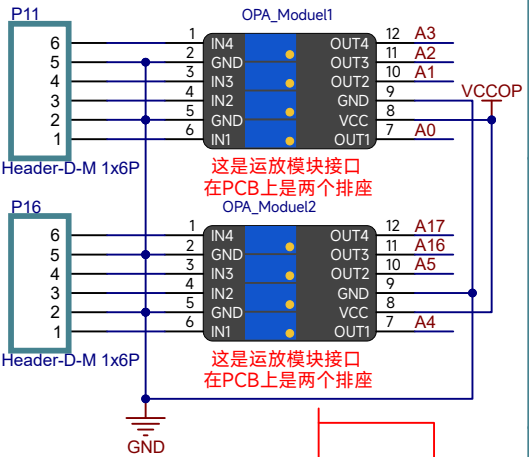 P11
OPA_Moduel1
6
5
4
3
2
1
Header-D-M 1x6P
1
2
3
4
5
6
IN4
GND
IN3
IN2
GND
IN1
OUT4
OUT3
OUT2
GND
VCC
OUT1
12
11
10
9
8
7
A3
A2
A1
A0
VCCOP
这是运放模块接口
在PCB上是两个排座
P16
OPA_Moduel2
6
5
4
3
2
1
Header-D-M 1x6P
1
2
3
4
5
6
IN4
GND
IN3
IN2
GND
IN1
OUT4
OUT3
OUT2
GND
VCC
OUT1
12
11
10
9
8
7
A17
A16
A5
A4
这是运放模块接口
在PCB上是两个排座
GND